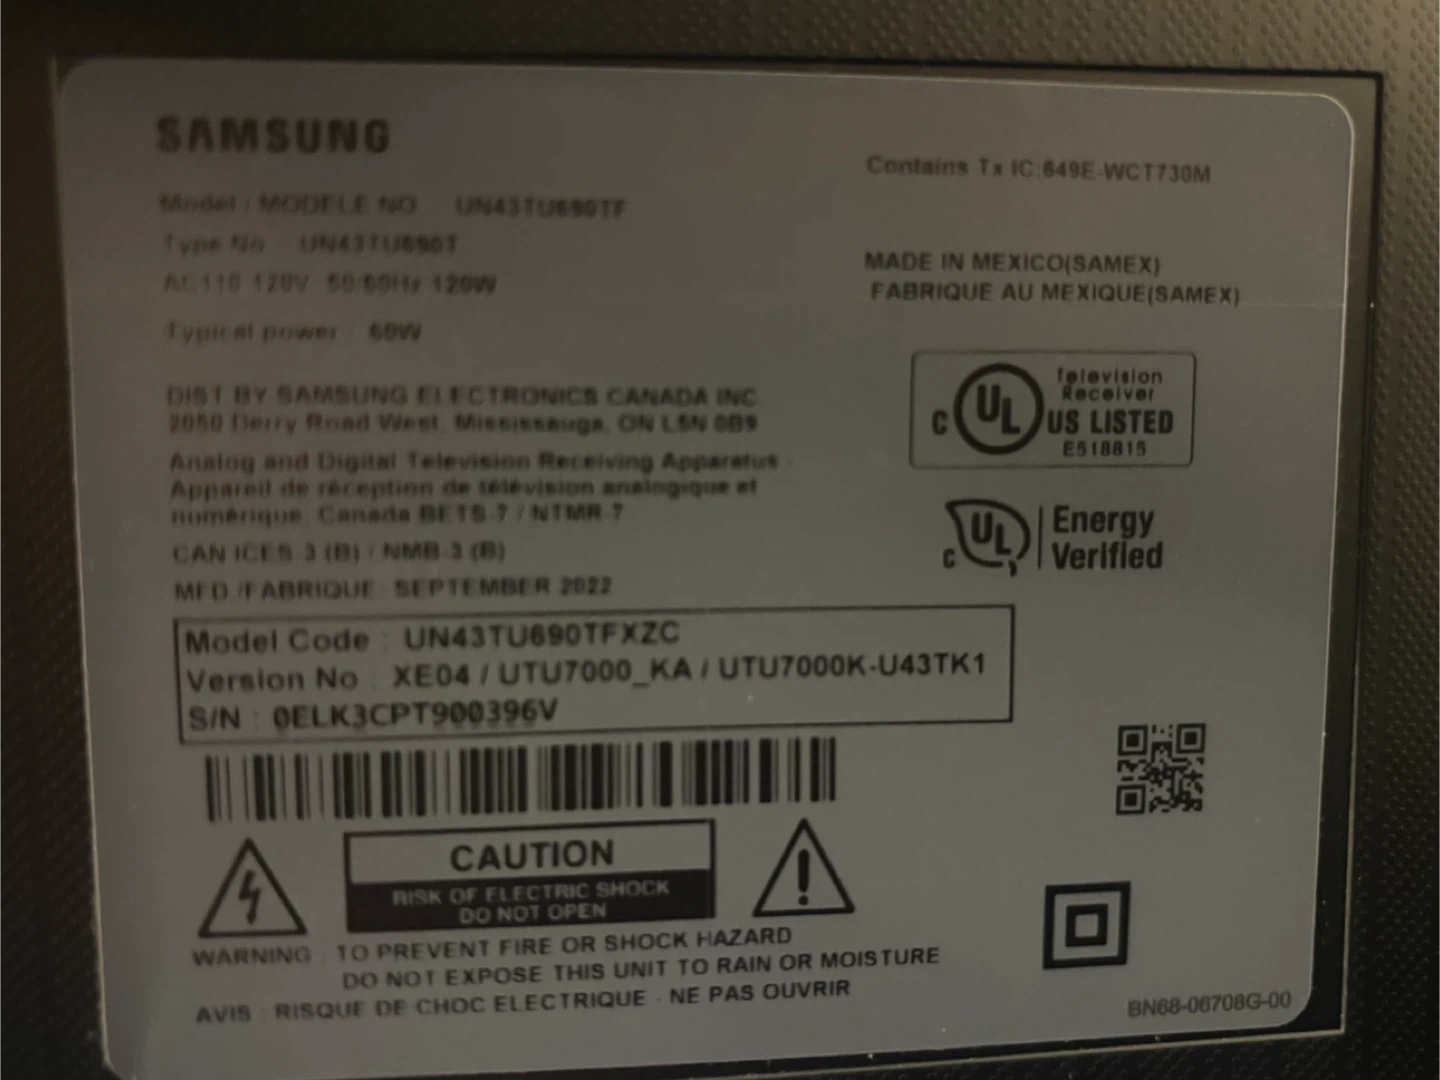 SAMSUNG
Model / MODELE NO : UN43TU690TF
Type No : UN43TU690T
AC110-120V~ 50/60Hz 120W
Typical power : 60W
DIST BY SAMSUNG ELECTRONICS CANADA INC.
2050 Derry Road West, Mississauga, ON L5N 0B9
Analog and Digital Television Receiving Apparatus -
Appareil de réception de télévision analogique et
numérique, Canada BETS-7 / NTMR-7
CAN ICES-3 (B) / NMB-3 (B)
MFD./FABRIQUE: SEPTEMBER 2022
Model Code : UN43TU690TFXZC
Version No : XE04 / UTU7000_KA / UTU7000K-U43TK1
S/N : 0ELK3CPT900396V
Contains Tx IC:649E-WCT730M
MADE IN MEXICO(SAMEX)
FABRIQUE AU MEXIQUE(SAMEX)
C UL US LISTED
Television
Receiver
E518815
C UL Energy
Verified
CAUTION
RISK OF ELECTRIC SHOCK
DO NOT OPEN
WARNING : TO PREVENT FIRE OR SHOCK HAZARD
DO NOT EXPOSE THIS UNIT TO RAIN OR MOISTURE
AVIS : RISQUE DE CHOC ELECTRIQUE - NE PAS OUVRIR
BN68-06708G-00